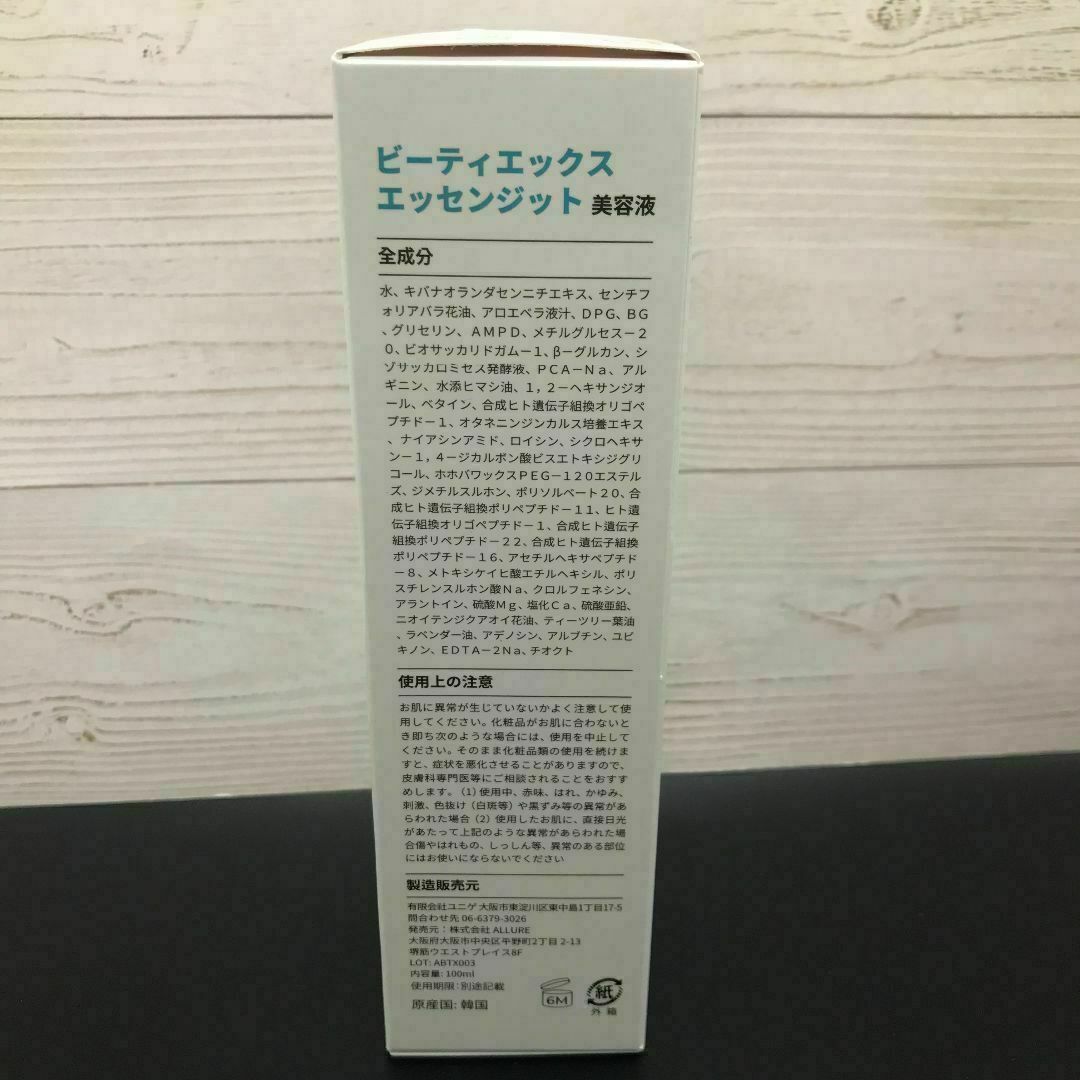 ビーティエックス
エッセンジット 美容液
全成分
水、キバナオランダセンニチエキス、センチフ
ォリアバラ花油、アロエベラ液汁、DPG、BG
、グリセリン、AMPD、メチルグルセス－2
0、ビオサッカリドガム－1、β－グルカン、シ
ゾサッカロミセス発酵液、PCA－Na、アル
ギニン、水添ヒマシ油、1，2－ヘキサンジオ
ール、ベタイン、合成ヒト遺伝子組換オリゴペ
プチド－1、オタネニンジンカルス培養エキス
、ナイアシンアミド、ロイシン、シクロヘキサ
ン－1，4－ジカルボン酸ビスエトキシジグリ
コール、ホホバワックスPEG－120エステル
ズ、ジメチルスルホン、ポリソルベート20、合
成ヒト遺伝子組換ポリペプチド－11、ヒト遺
伝子組換オリゴペプチド－1、合成ヒト遺伝子
組換ポリペプチド－22、合成ヒト遺伝子組換
ポリペプチド－16、アセチルヘキサペプチド
－8、メトキシケイヒ酸エチルヘキシル、ポリ
スチレンスルホン酸Na、クロルフェネシン、
アラントイン、硫酸Mg、塩化Ca、硫酸亜鉛、
ニオイテンジクアオイ花油、ティーツリー葉油
、ラベンダー油、アデノシン、アルブチン、ユビ
キノン、EDTA－2Na、チオクト
使用上の注意
お肌に異常が生じていないかよく注意して使
用してください。化粧品がお肌に合わないと
き即ち次のような場合には、使用を中止して
ください。そのまま化粧品類の使用を続けま
すと、症状を悪化させることがありますので、
皮膚科専門医等にご相談されることをおすす
めします。(1)使用中、赤味、はれ、かゆみ、
刺激、色抜け（白斑等）や黒ずみ等の異常があ
らわれた場合（2）使用したお肌に、直接日光
があたって上記のような異常があらわれた場
合傷やはれもの、しっしん等、異常のある部位
にはお使いにならないでください
製造販売元
有限会社ユニゲ 大阪市東淀川区東中島1丁目17-5
問合わせ先 06-6379-3026
発売元：株式会社 ALLURE
大阪府大阪市中央区平野町2丁目 2-13
堺筋ウエストプレイス8F
LOT: ABTX003
内容量: 100ml
使用期限：別途記載
原産国: 韓国
6M
紙
外箱